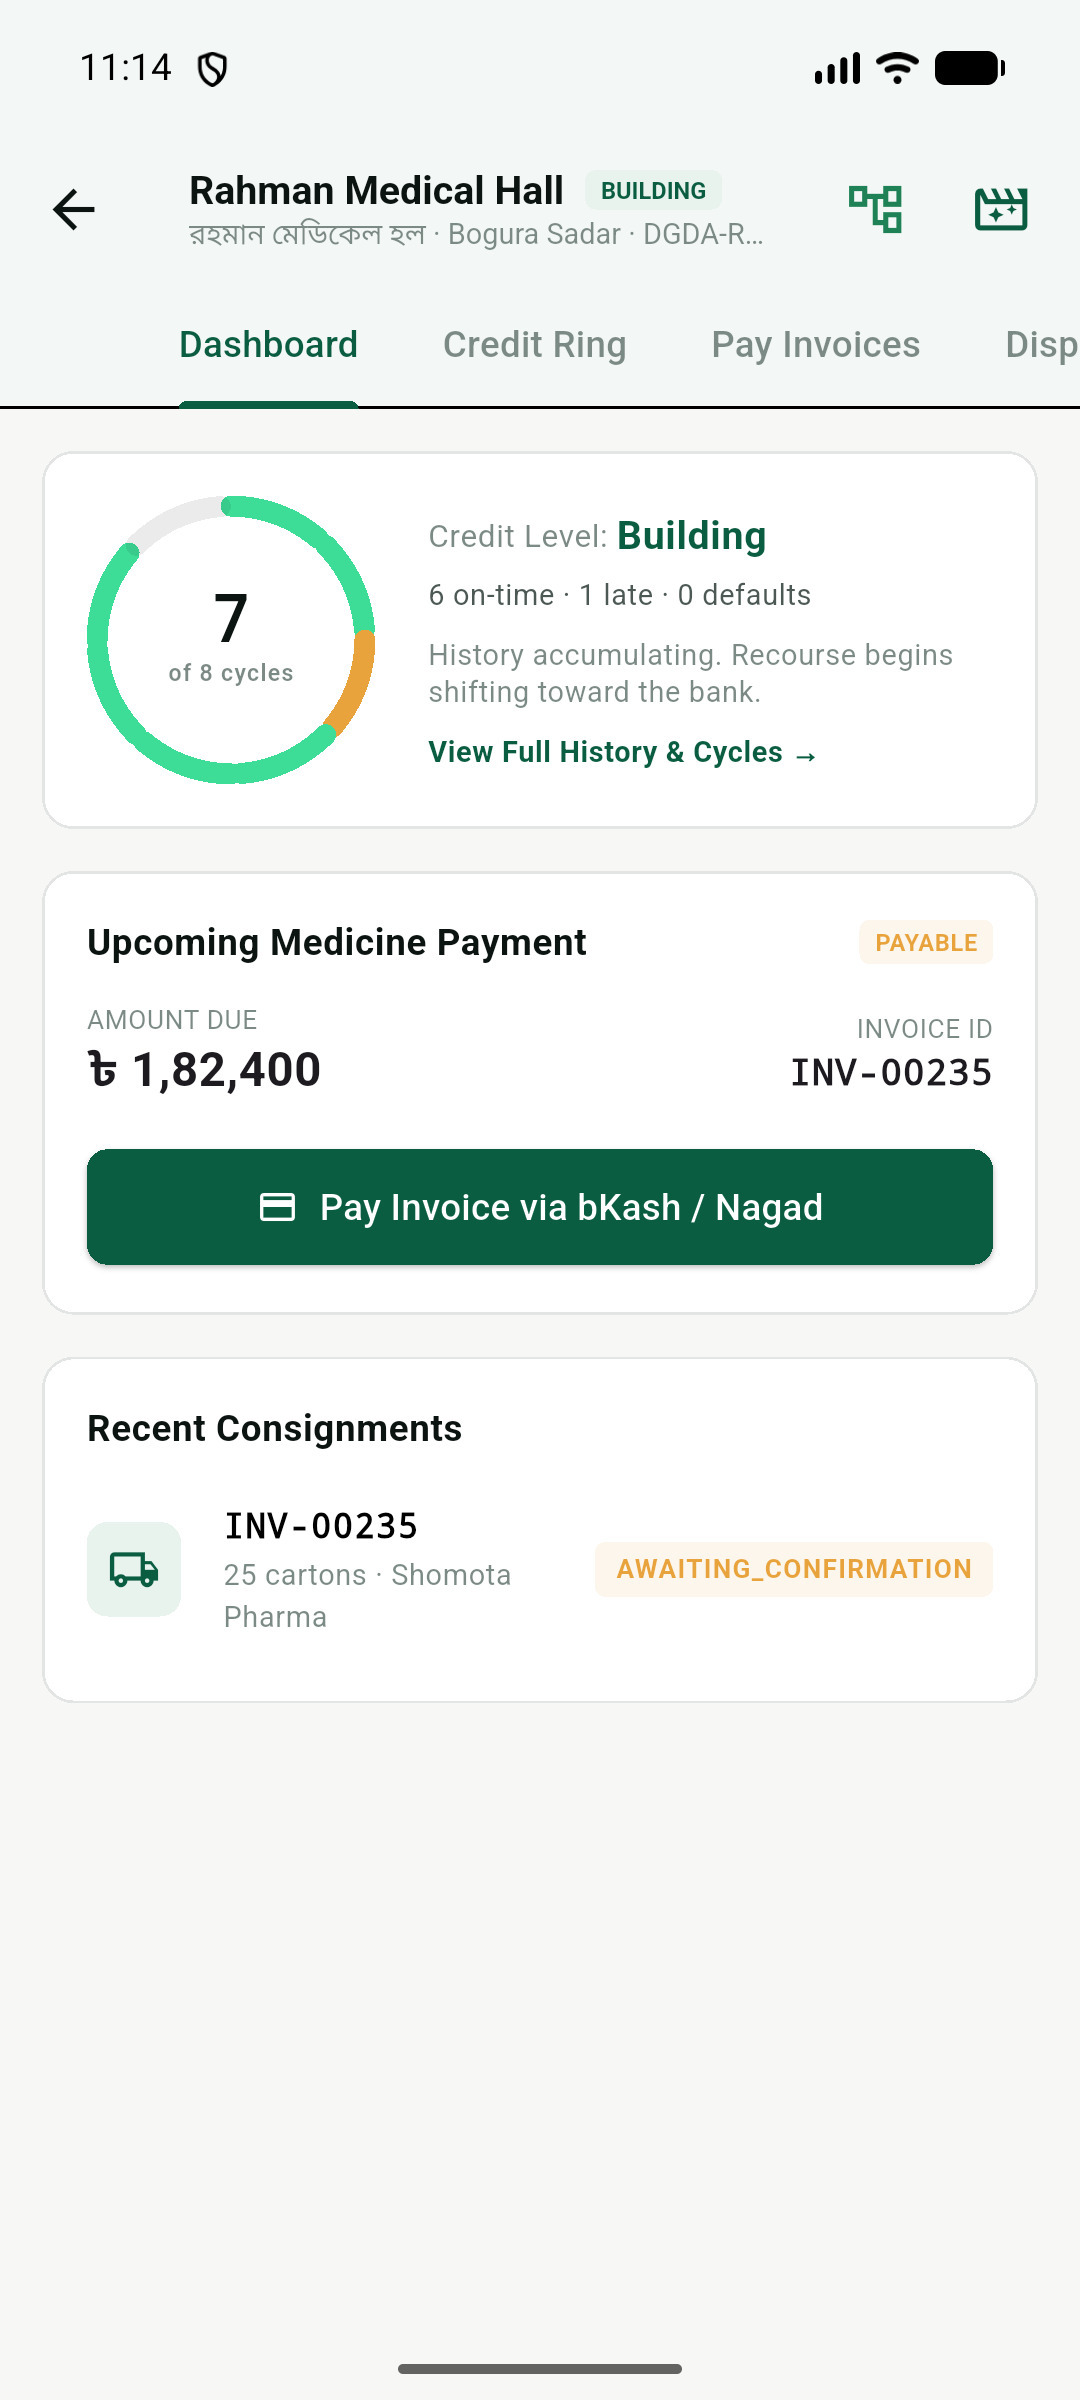 11:14
Rahman Medical Hall BUILDING
রহমান মেডিকেল হল · Bogura Sadar · DGDA-R...
Dashboard Credit Ring Pay Invoices Disp
7
of 8 cycles
Credit Level: Building
6 on-time · 1 late · 0 defaults
History accumulating. Recourse begins
shifting toward the bank.
View Full History & Cycles →
Upcoming Medicine Payment PAYABLE
AMOUNT DUE INVOICE ID
৳ 1,82,400 INV-00235
Pay Invoice via bKash / Nagad
Recent Consignments
INV-00235
25 cartons · Shomota
Pharma
AWAITING_CONFIRMATION